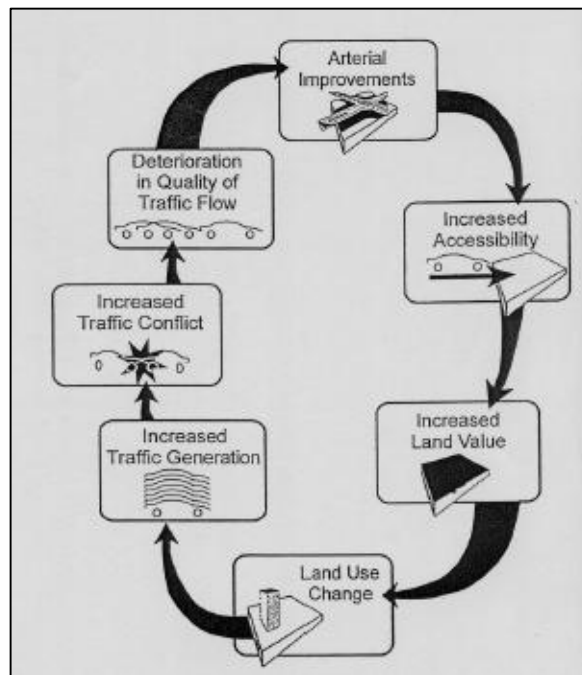 Arterial
Improvements
Increased
Accessibility
Increased
Land Value
Land Use
Change
Increased
Traffic Generation
Increased
Traffic Conflict
Deterioration
in Quality of
Traffic Flow